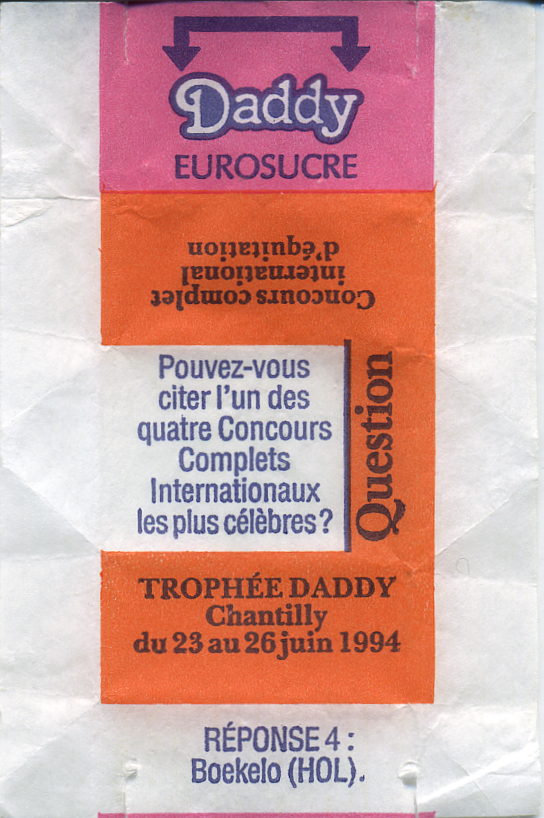 Daddy
EUROSUCRE
Concours complet
international
d'équitation
Pouvez-vous
citer l'un des
quatre Concours
Complets
Internationaux
les plus célèbres ?
Question
TROPHÉE DADDY
Chantilly
du 23 au 26 juin 1994
RÉPONSE 4 :
Boekelo (HOL).